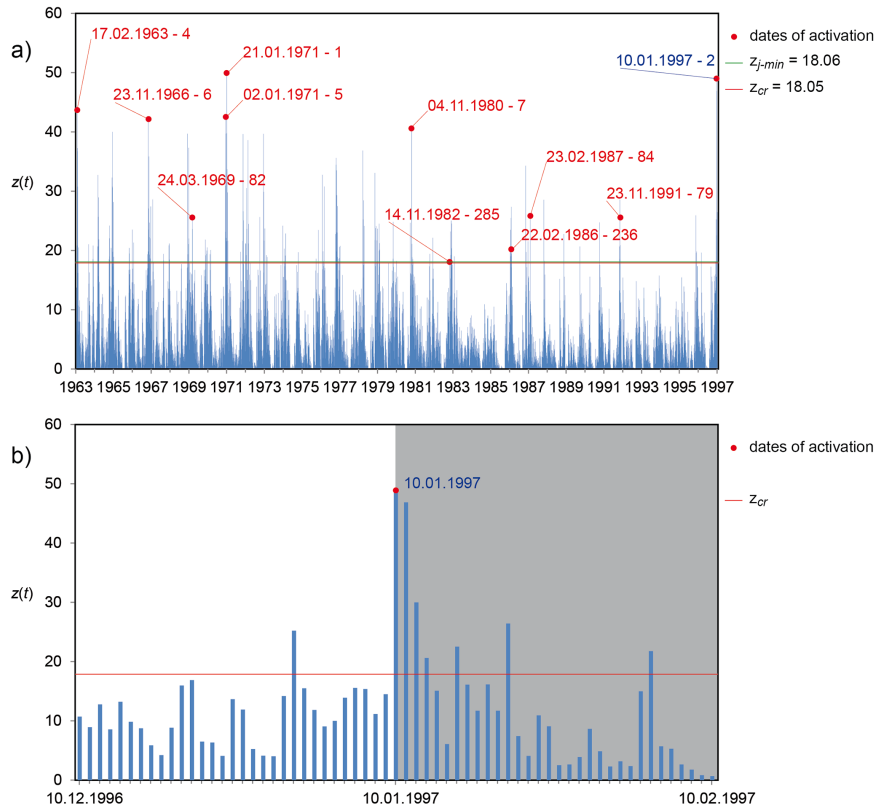 a)
60
50
40
30
20
10
0
z(t)
17.02.1963 - 4
21.01.1971 - 1
10.01.1997 - 2
23.11.1966 - 6
02.01.1971 - 5
04.11.1980 - 7
24.03.1969 - 82
14.11.1982 - 285
23.02.1987 - 84
23.11.1991 - 79
22.02.1986 - 236
dates of activation
zj-min = 18.06
zcr = 18.05
1963 1965 1967 1969 1971 1973 1975 1977 1979 1981 1983 1985 1987 1989 1991 1993 1995 1997
b)
60
50
40
30
20
10
0
z(t)
10.01.1997
dates of activation
zcr
10.12.1996 10.01.1997 10.02.1997